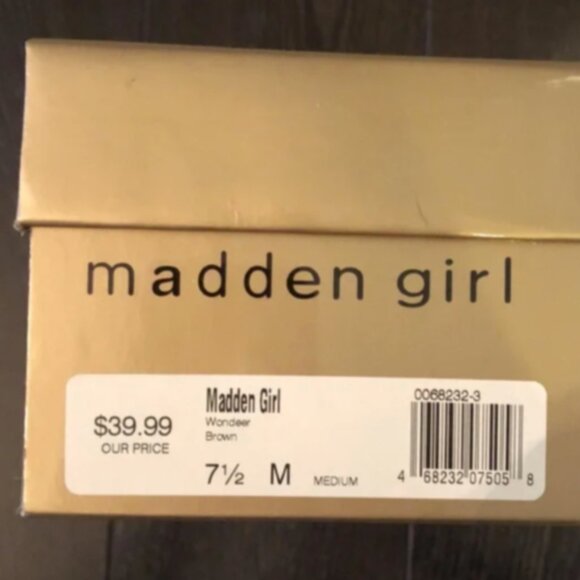 madden girl
$39.99
OUR PRICE
Madden Girl
Wondeer
Brown
7½ M MEDIUM
0068232-3
4 68232 07505 8